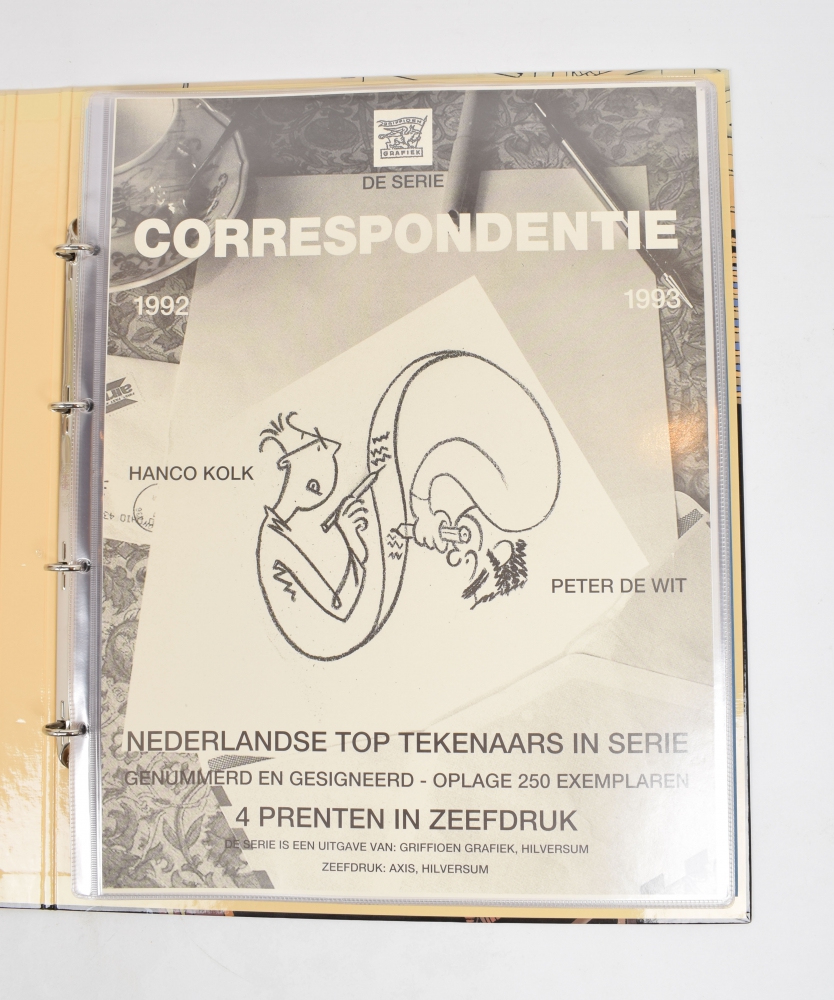 GRIFFIOEN
GRAFIEK
DE SERIE
CORRESPONDENTIE
1992
1993
HANCO KOLK
PETER DE WIT
NEDERLANDSE TOP TEKENAARS IN SERIE
GENUMMERD EN GESIGNEERD - OPLAGE 250 EXEMPLAREN
4 PRENTEN IN ZEEFDRUK
DE SERIE IS EEN UITGAVE VAN: GRIFFIOEN GRAFIEK, HILVERSUM
ZEEFDRUK: AXIS, HILVERSUM